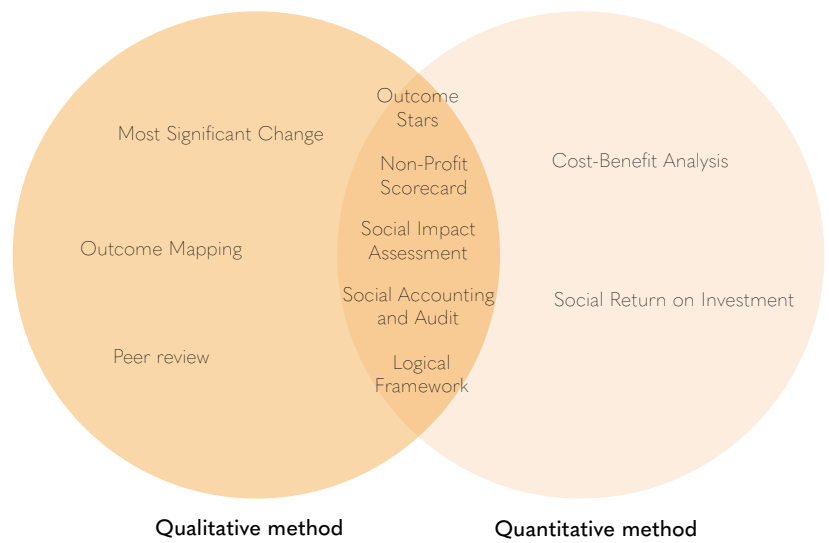 Most Significant Change
Outcome Mapping
Peer review
Outcome
Stars
Non-Profit
Scorecard
Social Impact
Assessment
Social Accounting
and Audit
Logical
Framework
Cost-Benefit Analysis
Social Return on Investment
Qualitative method
Quantitative method